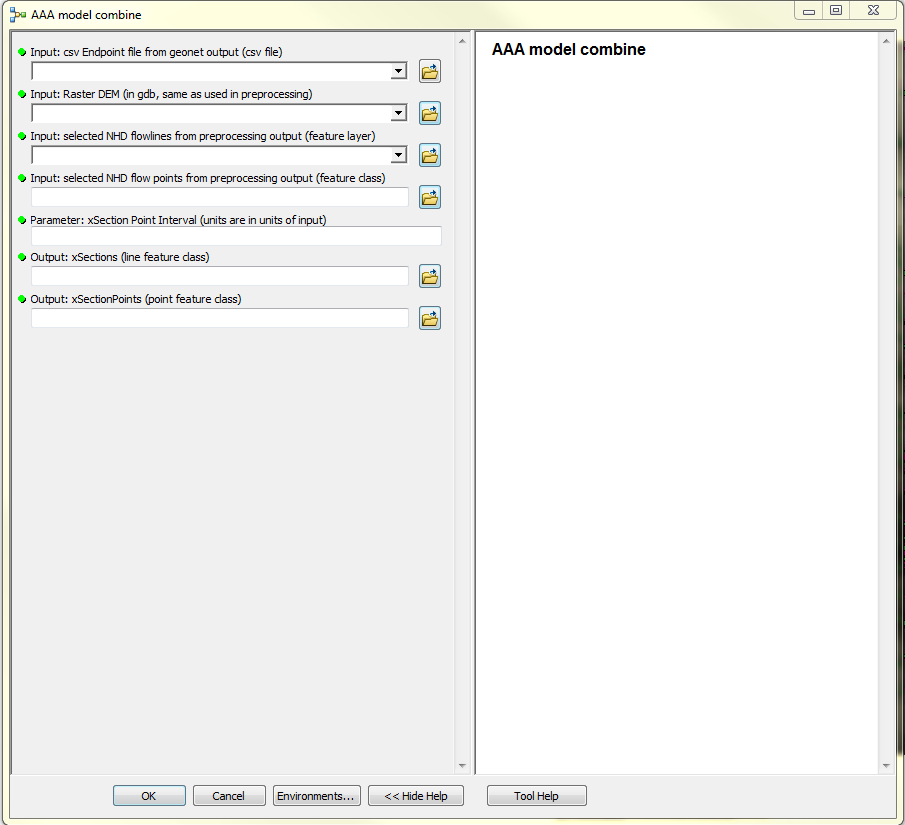 AAA model combine
Input: csv Endpoint file from geonet output (csv file)
Input: Raster DEM (in gdb, same as used in preprocessing)
Input: selected NHD flowlines from preprocessing output (feature layer)
Input: selected NHD flow points from preprocessing output (feature class)
Parameter: xSection Point Interval (units are in units of input)
Output: xSections (line feature class)
Output: xSectionPoints (point feature class)
AAA model combine
OK
Cancel
Environments...
<< Hide Help
Tool Help